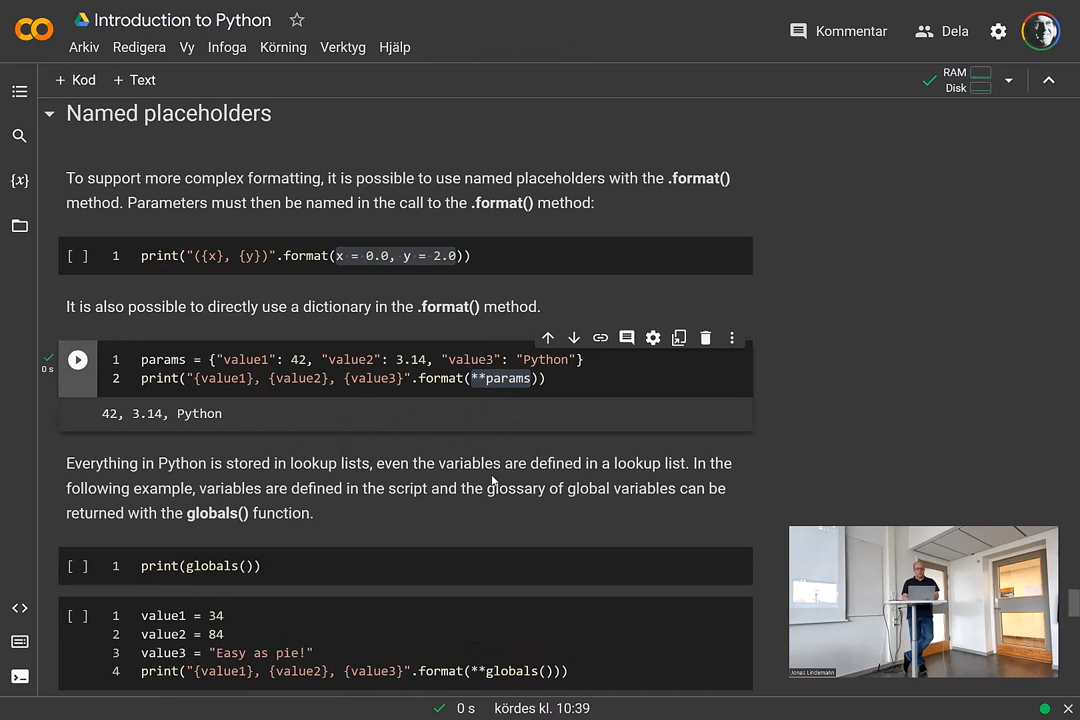 Introduction to Python
Arkiv Redigera Vy Infoga Körning Verktyg Hjälp
Kommentar Dela
+ Kod + Text
RAM
Disk
Named placeholders
To support more complex formatting, it is possible to use named placeholders with the .format()
method. Parameters must then be named in the call to the .format() method:
[ ] 1 print("({x}, {y})".format(x = 0.0, y = 2.0))
It is also possible to directly use a dictionary in the .format() method.
1 params = {"value1": 42, "value2": 3.14, "value3": "Python"}
0 s
2 print("{value1}, {value2}, {value3}".format(**params))
42, 3.14, Python
Everything in Python is stored in lookup lists, even the variables are defined in a lookup list. In the
following example, variables are defined in the script and the glossary of global variables can be
returned with the globals() function.
[ ] 1 print(globals())
[ ] 1 value1 = 34
2 value2 = 84
3 value3 = "Easy as pie!"
4 print("{value1}, {value2}, {value3}".format(**globals()))
Jonas Lindemann
0 s kördes kl. 10:39